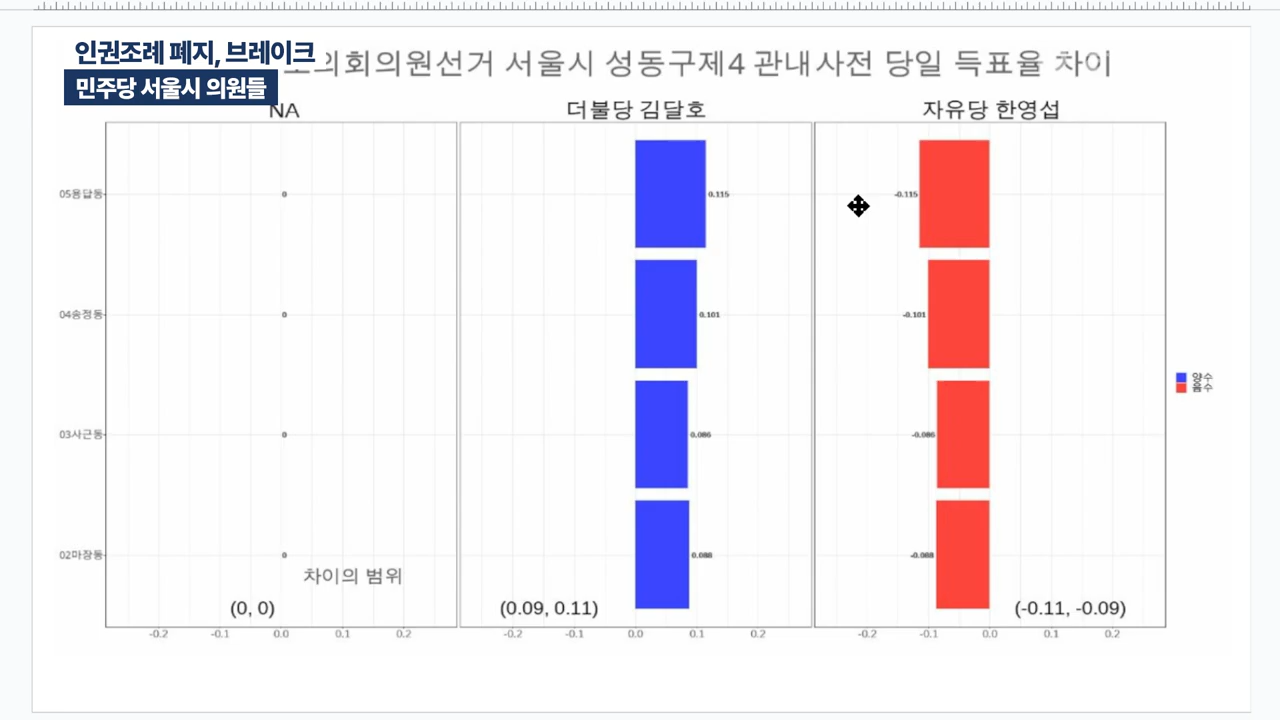 인권조례 폐지, 브레이크
민주당 서울시 의원들
도의회의원선거 서울시 성동구제4 관내사전 당일 득표율 차이
NA
더불당 김달호
자유당 한영섭
05용답동
0
0.115
-0.115
04송정동
0
0.101
-0.101
양수
음수
03사근동
0
0.086
-0.086
02마장동
0
0.088
-0.088
차이의 범위
(0, 0)
(0.09, 0.11)
(-0.11, -0.09)
-0.2 -0.1 0.0 0.1 0.2
-0.2 -0.1 0.0 0.1 0.2
-0.2 -0.1 0.0 0.1 0.2